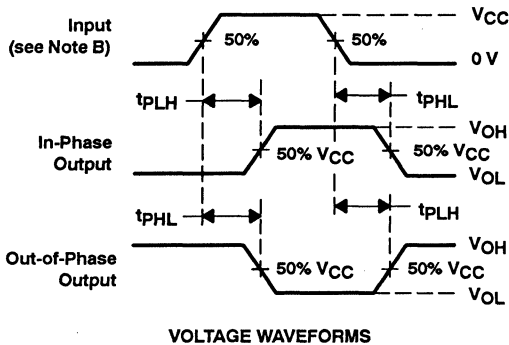 Input
(see Note B)
50%
50%
VCC
0 V
tPLH
tPHL
In-Phase
Output
50% VCC
50% VCC
VOH
VOL
tPHL
tPLH
Out-of-Phase
Output
50% VCC
50% VCC
VOH
VOL
VOLTAGE WAVEFORMS